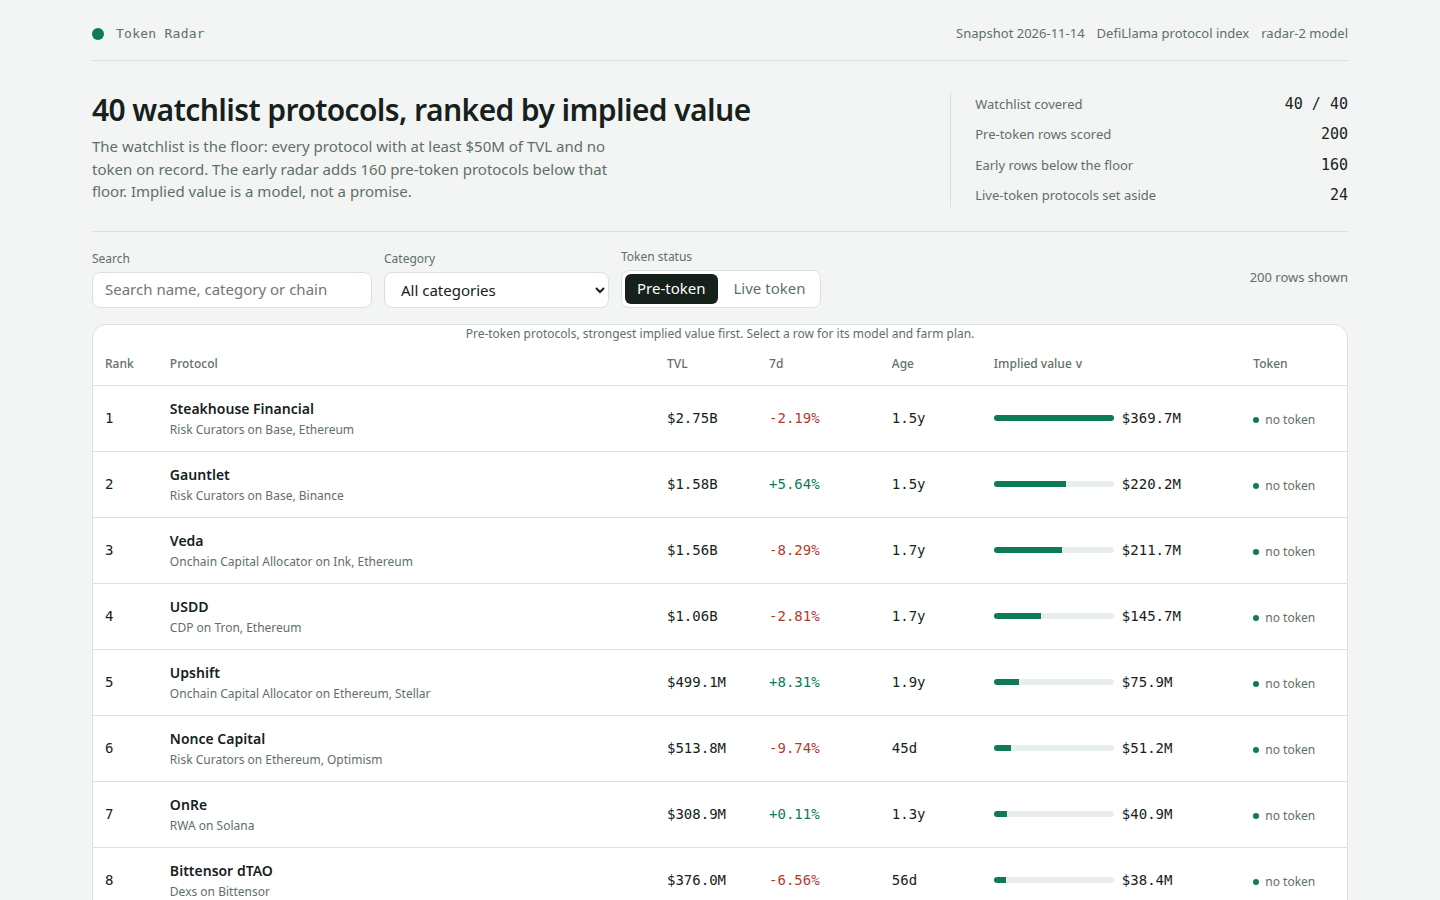 Token Radar
Snapshot 2026-11-14 DefiLlama protocol index radar-2 model
40 watchlist protocols, ranked by implied value
The watchlist is the floor: every protocol with at least $50M of TVL and no
token on record. The early radar adds 160 pre-token protocols below that
floor. Implied value is a model, not a promise.
Watchlist covered 40 / 40
Pre-token rows scored 200
Early rows below the floor 160
Live-token protocols set aside 24
Search
Search name, category or chain
Category
All categories
Token status
Pre-token Live token
200 rows shown
Pre-token protocols, strongest implied value first. Select a row for its model and farm plan.
Rank Protocol TVL 7d Age Implied value v Token
1 Steakhouse Financial $2.75B -2.19% 1.5y $369.7M no token
Risk Curators on Base, Ethereum
2 Gauntlet $1.58B +5.64% 1.5y $220.2M no token
Risk Curators on Base, Binance
3 Veda $1.56B -8.29% 1.7y $211.7M no token
Onchain Capital Allocator on Ink, Ethereum
4 USDD $1.06B -2.81% 1.7y $145.7M no token
CDP on Tron, Ethereum
5 Upshift $499.1M +8.31% 1.9y $75.9M no token
Onchain Capital Allocator on Ethereum, Stellar
6 Nonce Capital $513.8M -9.74% 45d $51.2M no token
Risk Curators on Ethereum, Optimism
7 OnRe $308.9M +0.11% 1.3y $40.9M no token
RWA on Solana
8 Bittensor dTAO $376.0M -6.56% 56d $38.4M no token
Dexs on Bittensor